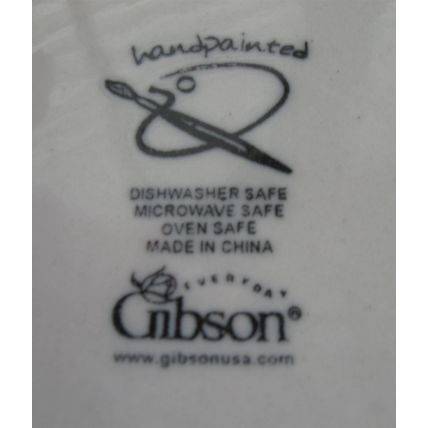 handpainted
DISHWASHER SAFE
MICROWAVE SAFE
OVEN SAFE
MADE IN CHINA
EVERYDAY
Gibson®
www.gibsonusa.com